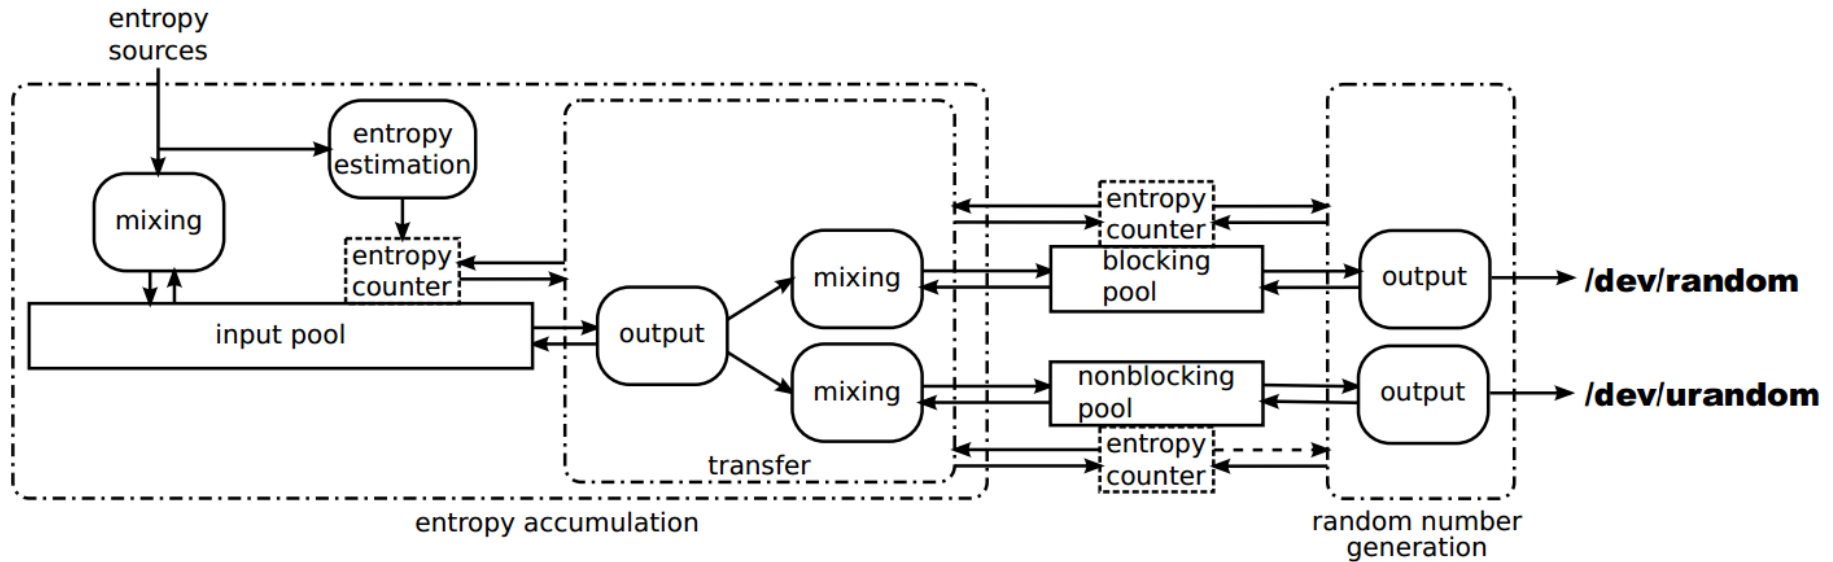 entropy
sources
entropy
estimation
mixing
entropy
counter
input pool
output
mixing
mixing
transfer
entropy accumulation
entropy
counter
blocking
pool
nonblocking
pool
entropy
counter
output
output
random number
generation
/dev/random
/dev/urandom